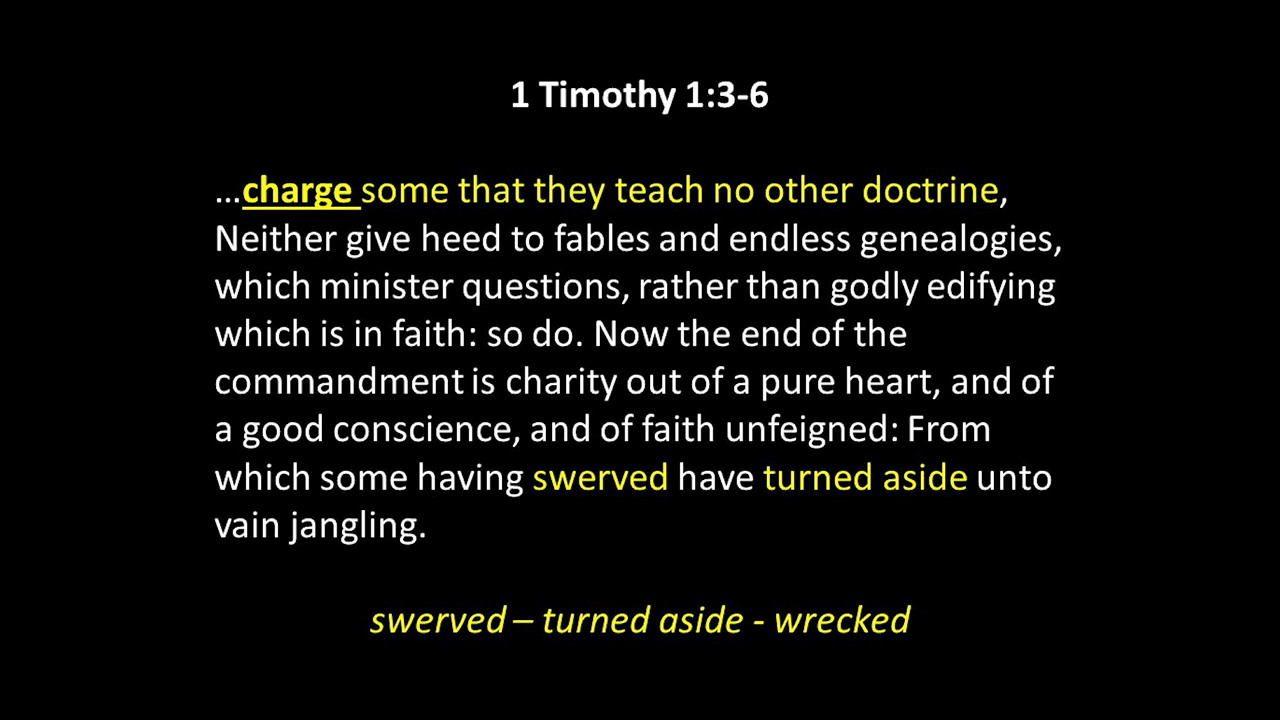 1 Timothy 1:3-6
…charge some that they teach no other doctrine,
Neither give heed to fables and endless genealogies,
which minister questions, rather than godly edifying
which is in faith: so do. Now the end of the
commandment is charity out of a pure heart, and of
a good conscience, and of faith unfeigned: From
which some having swerved have turned aside unto
vain jangling.
swerved – turned aside - wrecked